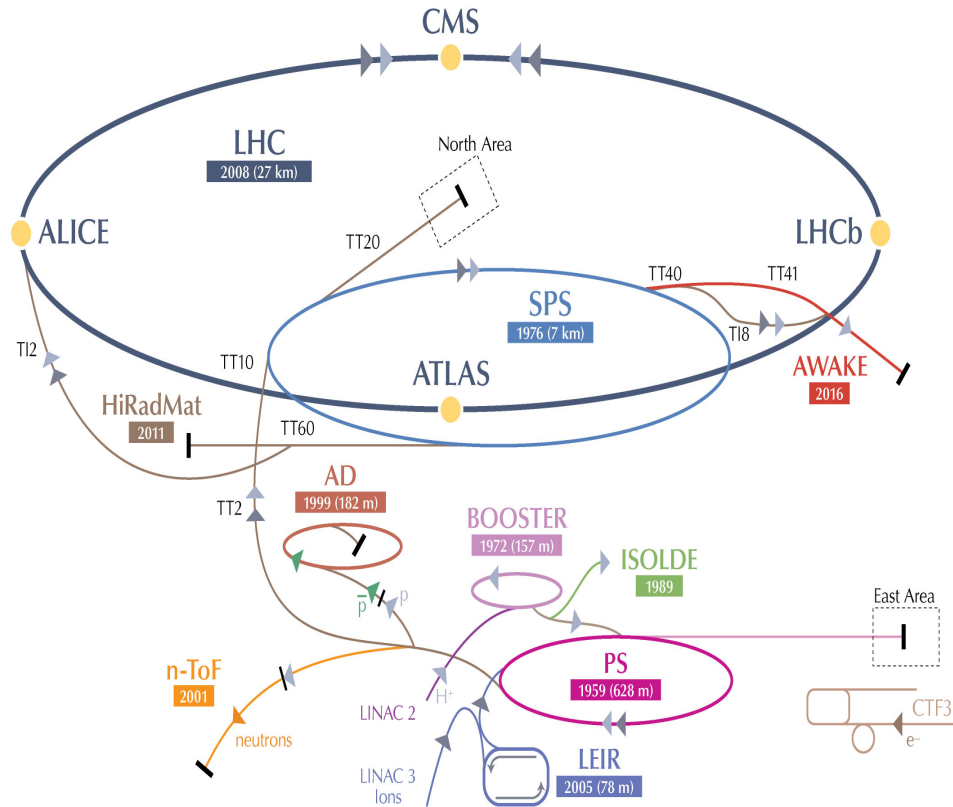 CMS
LHC
2008 (27 km)
North Area
ALICE
LHCb
TT20
TT40
TT41
SPS
1976 (7 km)
TI8
TI2
TT10
ATLAS
AWAKE
2016
HiRadMat
2011
TT60
AD
1999 (182 m)
TT2
BOOSTER
1972 (157 m)
ISOLDE
1989
East Area
p̅
p
n-ToF
2001
PS
1959 (628 m)
H⁺
LINAC 2
neutrons
CTF3
e⁻
LEIR
2005 (78 m)
LINAC 3
Ions